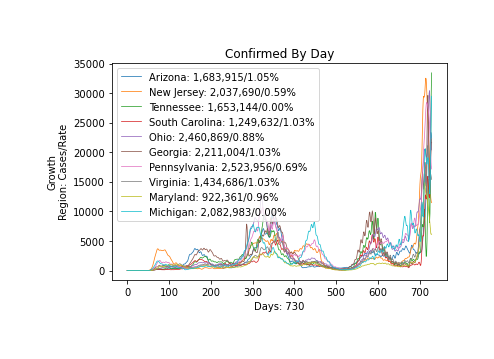 Confirmed By Day
35000
30000
25000
20000
15000
10000
5000
0
Growth
Region: Cases/Rate
Arizona: 1,683,915/1.05%
New Jersey: 2,037,690/0.59%
Tennessee: 1,653,144/0.00%
South Carolina: 1,249,632/1.03%
Ohio: 2,460,869/0.88%
Georgia: 2,211,004/1.03%
Pennsylvania: 2,523,956/0.69%
Virginia: 1,434,686/1.03%
Maryland: 922,361/0.96%
Michigan: 2,082,983/0.00%
0 100 200 300 400 500 600 700
Days: 730